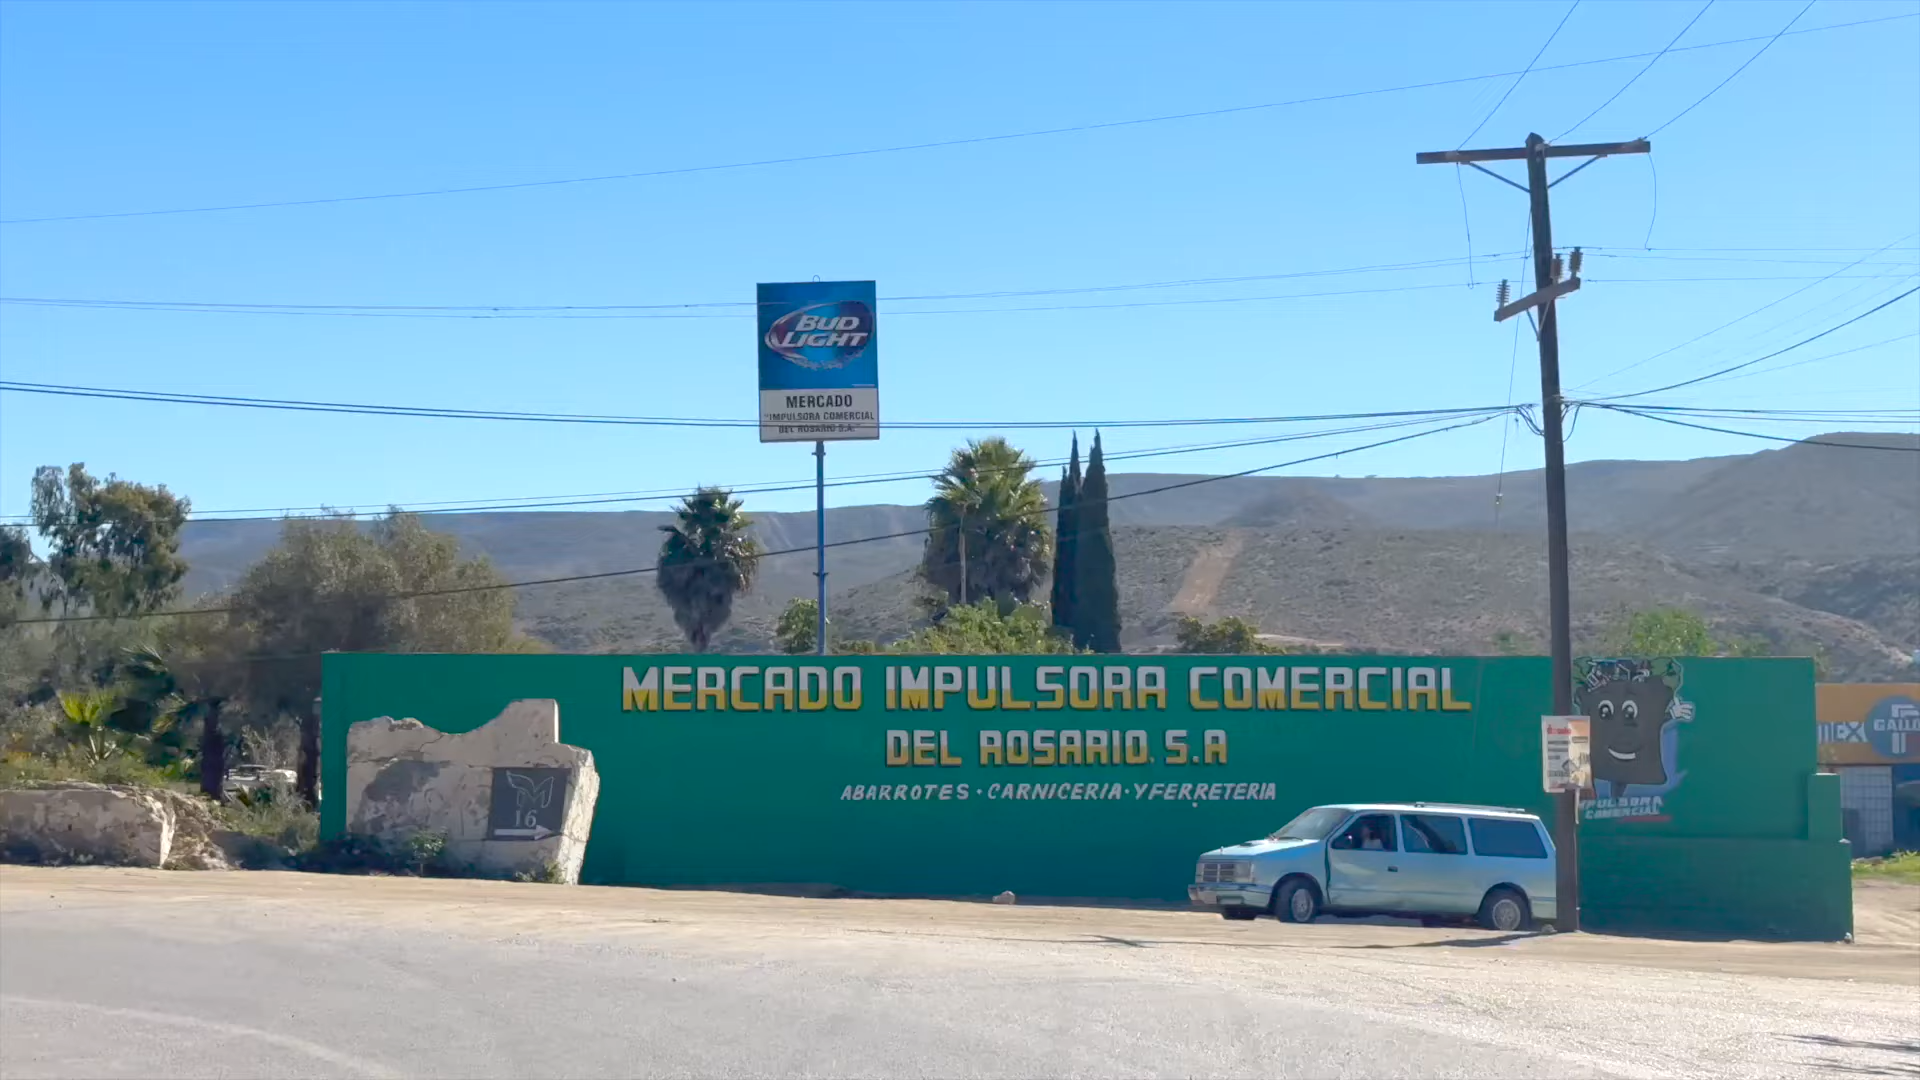 BUD
LIGHT
MERCADO
"IMPULSORA COMERCIAL
DEL ROSARIO S.A."
MERCADO IMPULSORA COMERCIAL
DEL ROSARIO, S.A
ABARROTES · CARNICERIA · Y FERRETERIA
16
IMPULSORA
COMERCIAL
MEX
GALLO